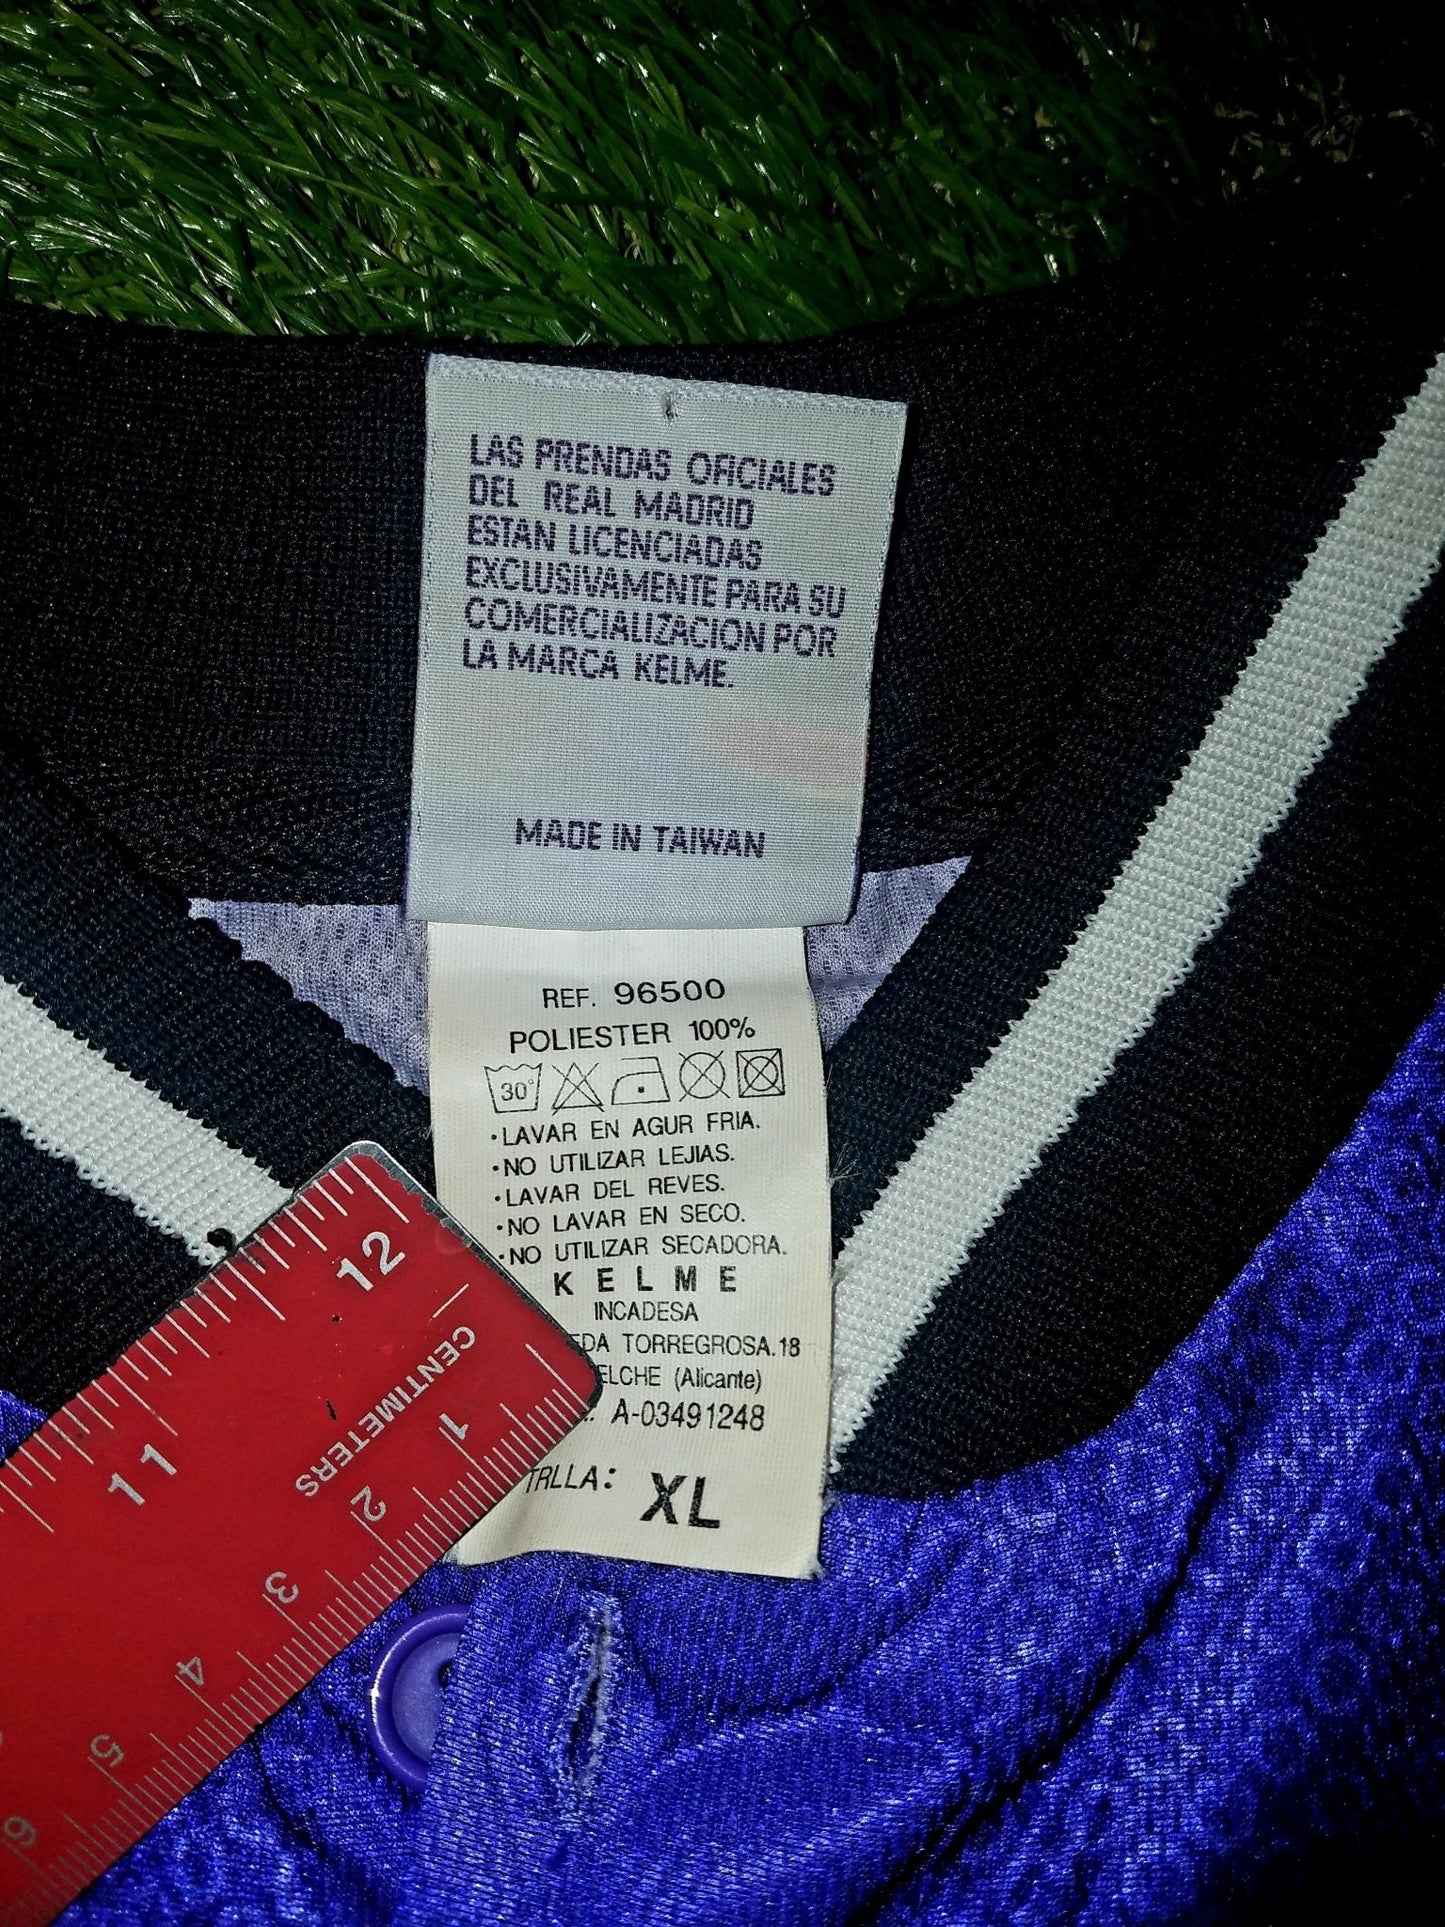 LAS PRENDAS OFICIALES
DEL REAL MADRID
ESTAN LICENCIADAS
EXCLUSIVAMENTE PARA SU
COMERCIALIZACION POR
LA MARCA KELME.
MADE IN TAIWAN
REF. 96500
POLIESTER 100%
30°
•LAVAR EN AGUR FRIA.
•NO UTILIZAR LEJIAS.
•LAVAR DEL REVES.
•NO LAVAR EN SECO.
•NO UTILIZAR SECADORA.
KELME
INCADESA
EDA TORREGROSA.18
ELCHE (Alicante)
A-03491248
TRLLA: XL
12
11
CENTIMETERS
1
2
3
4
5
6